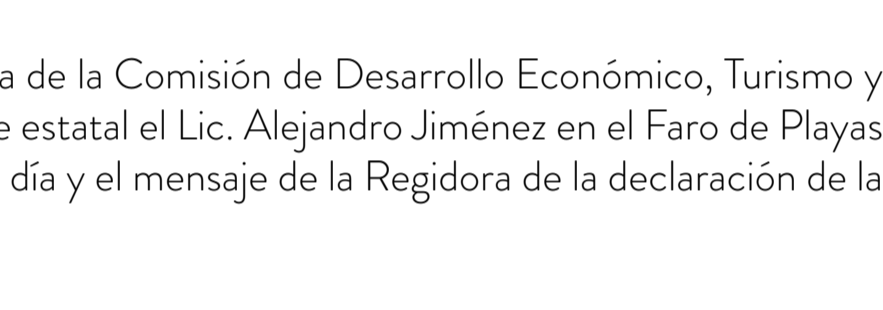 a de la Comisión de Desarrollo Económico, Turismo y
e estatal el Lic. Alejandro Jiménez en el Faro de Playas
día y el mensaje de la Regidora de la declaración de la